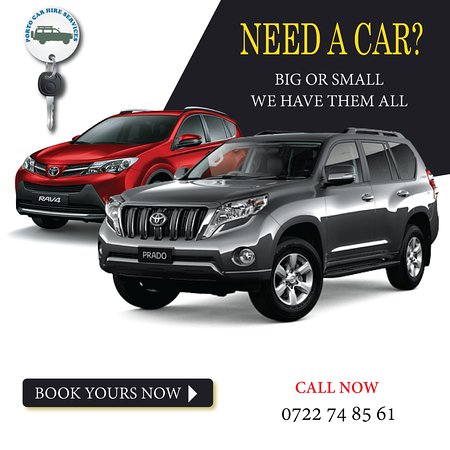 PORTO CAR HIRE SERVICES
NEED A CAR?
BIG OR SMALL
WE HAVE THEM ALL
RAV4
PRADO
BOOK YOURS NOW
CALL NOW
0722 74 85 61